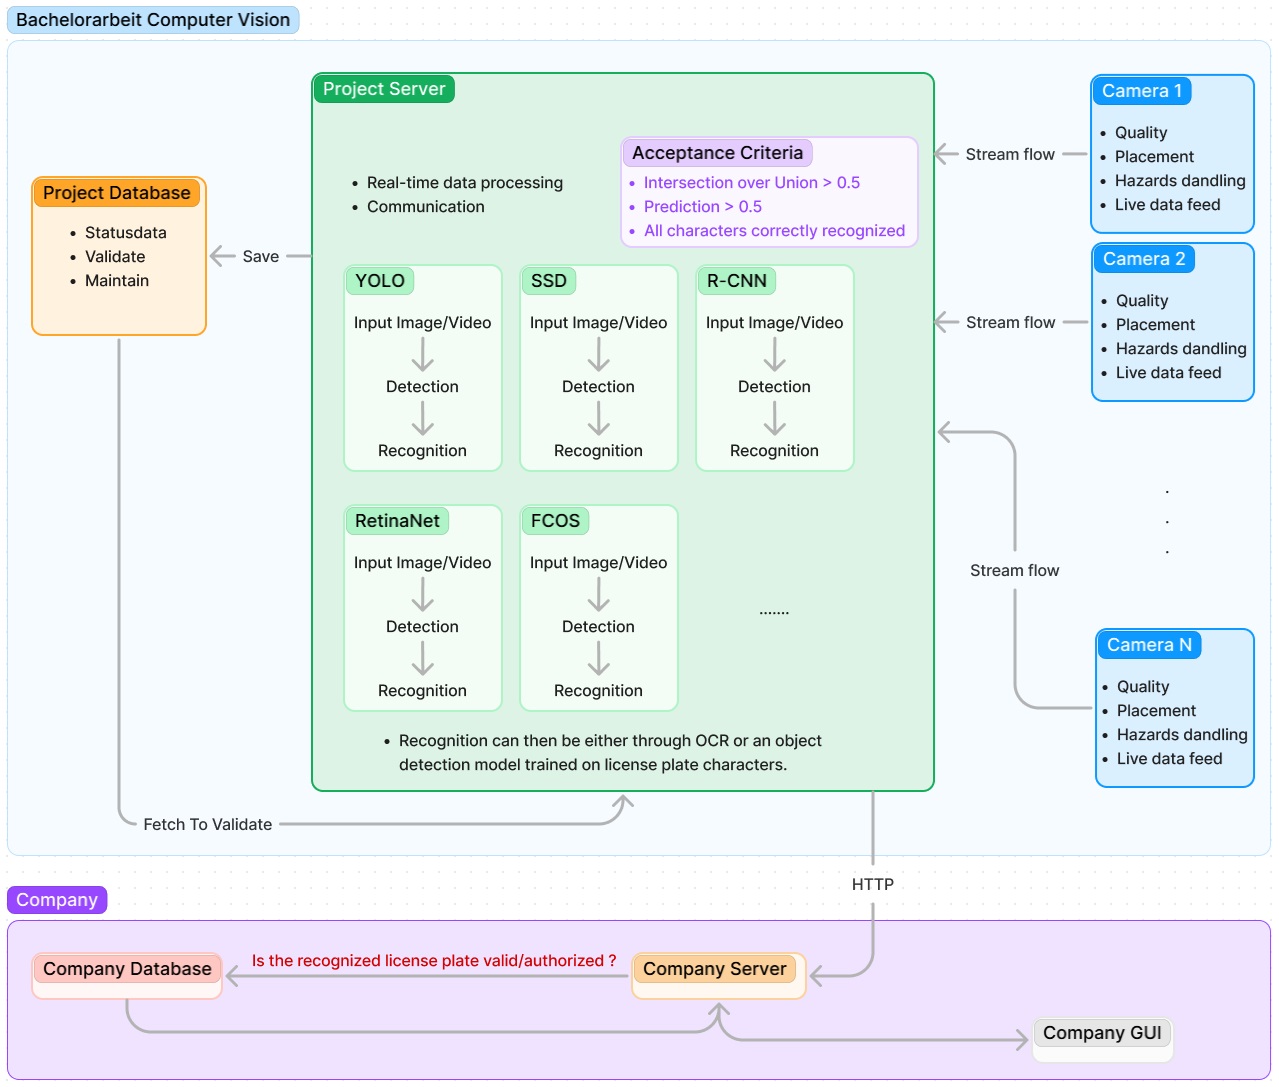 Bachelorarbeit Computer Vision
Project Server
Real-time data processing
Communication
Acceptance Criteria
Intersection over Union > 0.5
Prediction > 0.5
All characters correctly recognized
YOLO
Input Image/Video
Detection
Recognition
SSD
Input Image/Video
Detection
Recognition
R-CNN
Input Image/Video
Detection
Recognition
RetinaNet
Input Image/Video
Detection
Recognition
FCOS
Input Image/Video
Detection
Recognition
.......
Recognition can then be either through OCR or an object
detection model trained on license plate characters.
Project Database
Statusdata
Validate
Maintain
Save
Fetch To Validate
Camera 1
Quality
Placement
Hazards dandling
Live data feed
Stream flow
Camera 2
Quality
Placement
Hazards dandling
Live data feed
Stream flow
.
.
.
Camera N
Quality
Placement
Hazards dandling
Live data feed
Stream flow
HTTP
Company
Company Database
Is the recognized license plate valid/authorized ?
Company Server
Company GUI